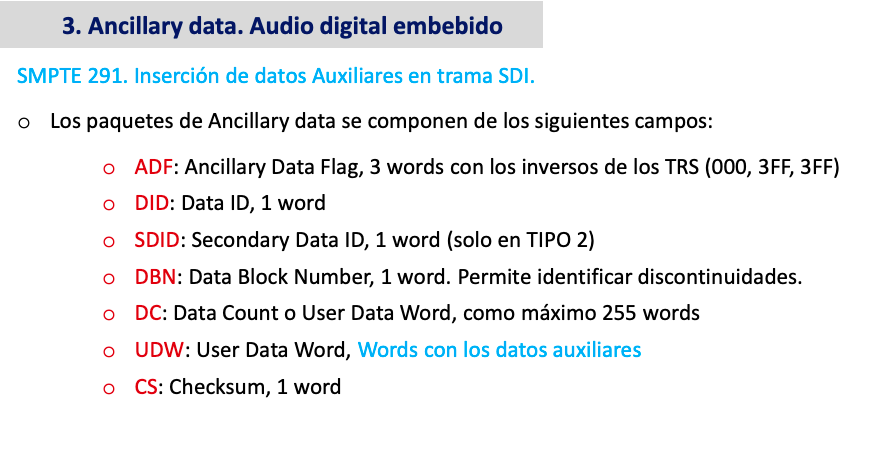 3. Ancillary data. Audio digital embebido
SMPTE 291. Inserción de datos Auxiliares en trama SDI.
o Los paquetes de Ancillary data se componen de los siguientes campos:
o ADF: Ancillary Data Flag, 3 words con los inversos de los TRS (000, 3FF, 3FF)
o DID: Data ID, 1 word
o SDID: Secondary Data ID, 1 word (solo en TIPO 2)
o DBN: Data Block Number, 1 word. Permite identificar discontinuidades.
o DC: Data Count o User Data Word, como máximo 255 words
o UDW: User Data Word, Words con los datos auxiliares
o CS: Checksum, 1 word